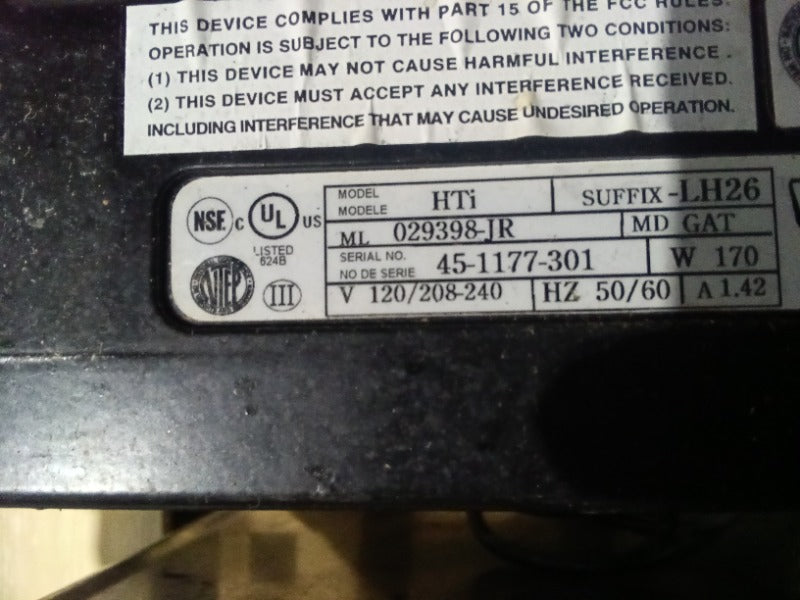 THIS DEVICE COMPLIES WITH PART 15 OF THE FCC RULES.
OPERATION IS SUBJECT TO THE FOLLOWING TWO CONDITIONS:
(1) THIS DEVICE MAY NOT CAUSE HARMFUL INTERFERENCE .
(2) THIS DEVICE MUST ACCEPT ANY INTERFERENCE RECEIVED.
INCLUDING INTERFERENCE THAT MAY CAUSE UNDESIRED OPERATION.
NSF c UL US
LISTED
624B
III
MODEL
MODELE HTi SUFFIX -LH26
ML 029398-JR MD GAT
SERIAL NO.
NO DE SERIE 45-1177-301 W 170
V 120/208-240 HZ 50/60 A 1.42